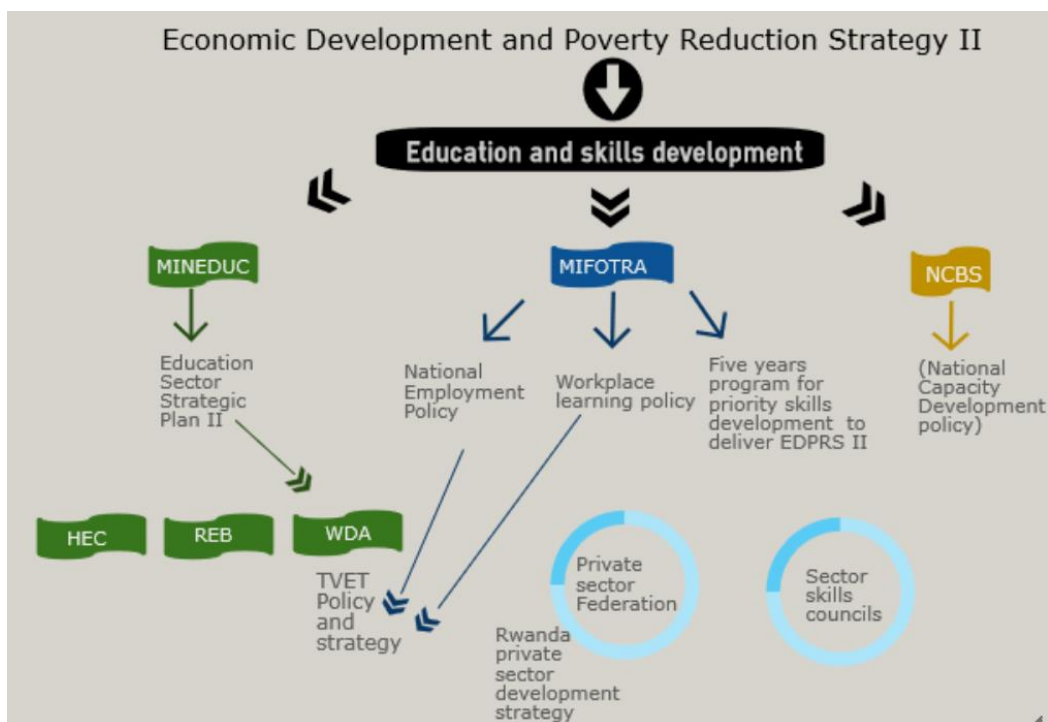 Economic Development and Poverty Reduction Strategy II
Education and skills development
MINEDUC
MIFOTRA
NCBS
Education
Sector
Strategic
Plan II
National
Employment
Policy
Workplace
learning policy
Five years
program for
priority skills
development to
deliver EDPRS II
(National
Capacity
Development
policy)
HEC
REB
WDA
TVET
Policy
and
strategy
Private
sector
Federation
Sector
skills
councils
Rwanda
private
sector
development
strategy